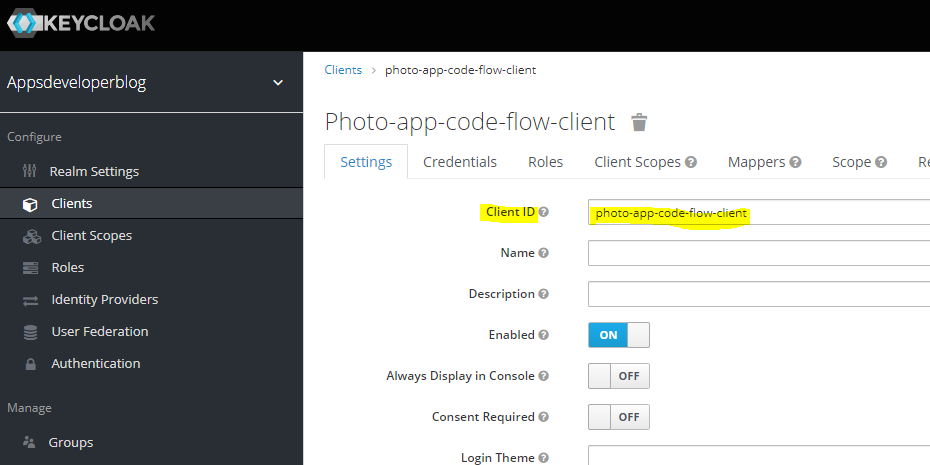 KEYCLOAK
Appsdeveloperblog
Configure
Realm Settings
Clients
Client Scopes
Roles
Identity Providers
User Federation
Authentication
Manage
Groups
Clients > photo-app-code-flow-client
Photo-app-code-flow-client
Settings Credentials Roles Client Scopes Mappers Scope Re
Client ID photo-app-code-flow-client
Name
Description
Enabled ON
Always Display in Console OFF
Consent Required OFF
Login Theme